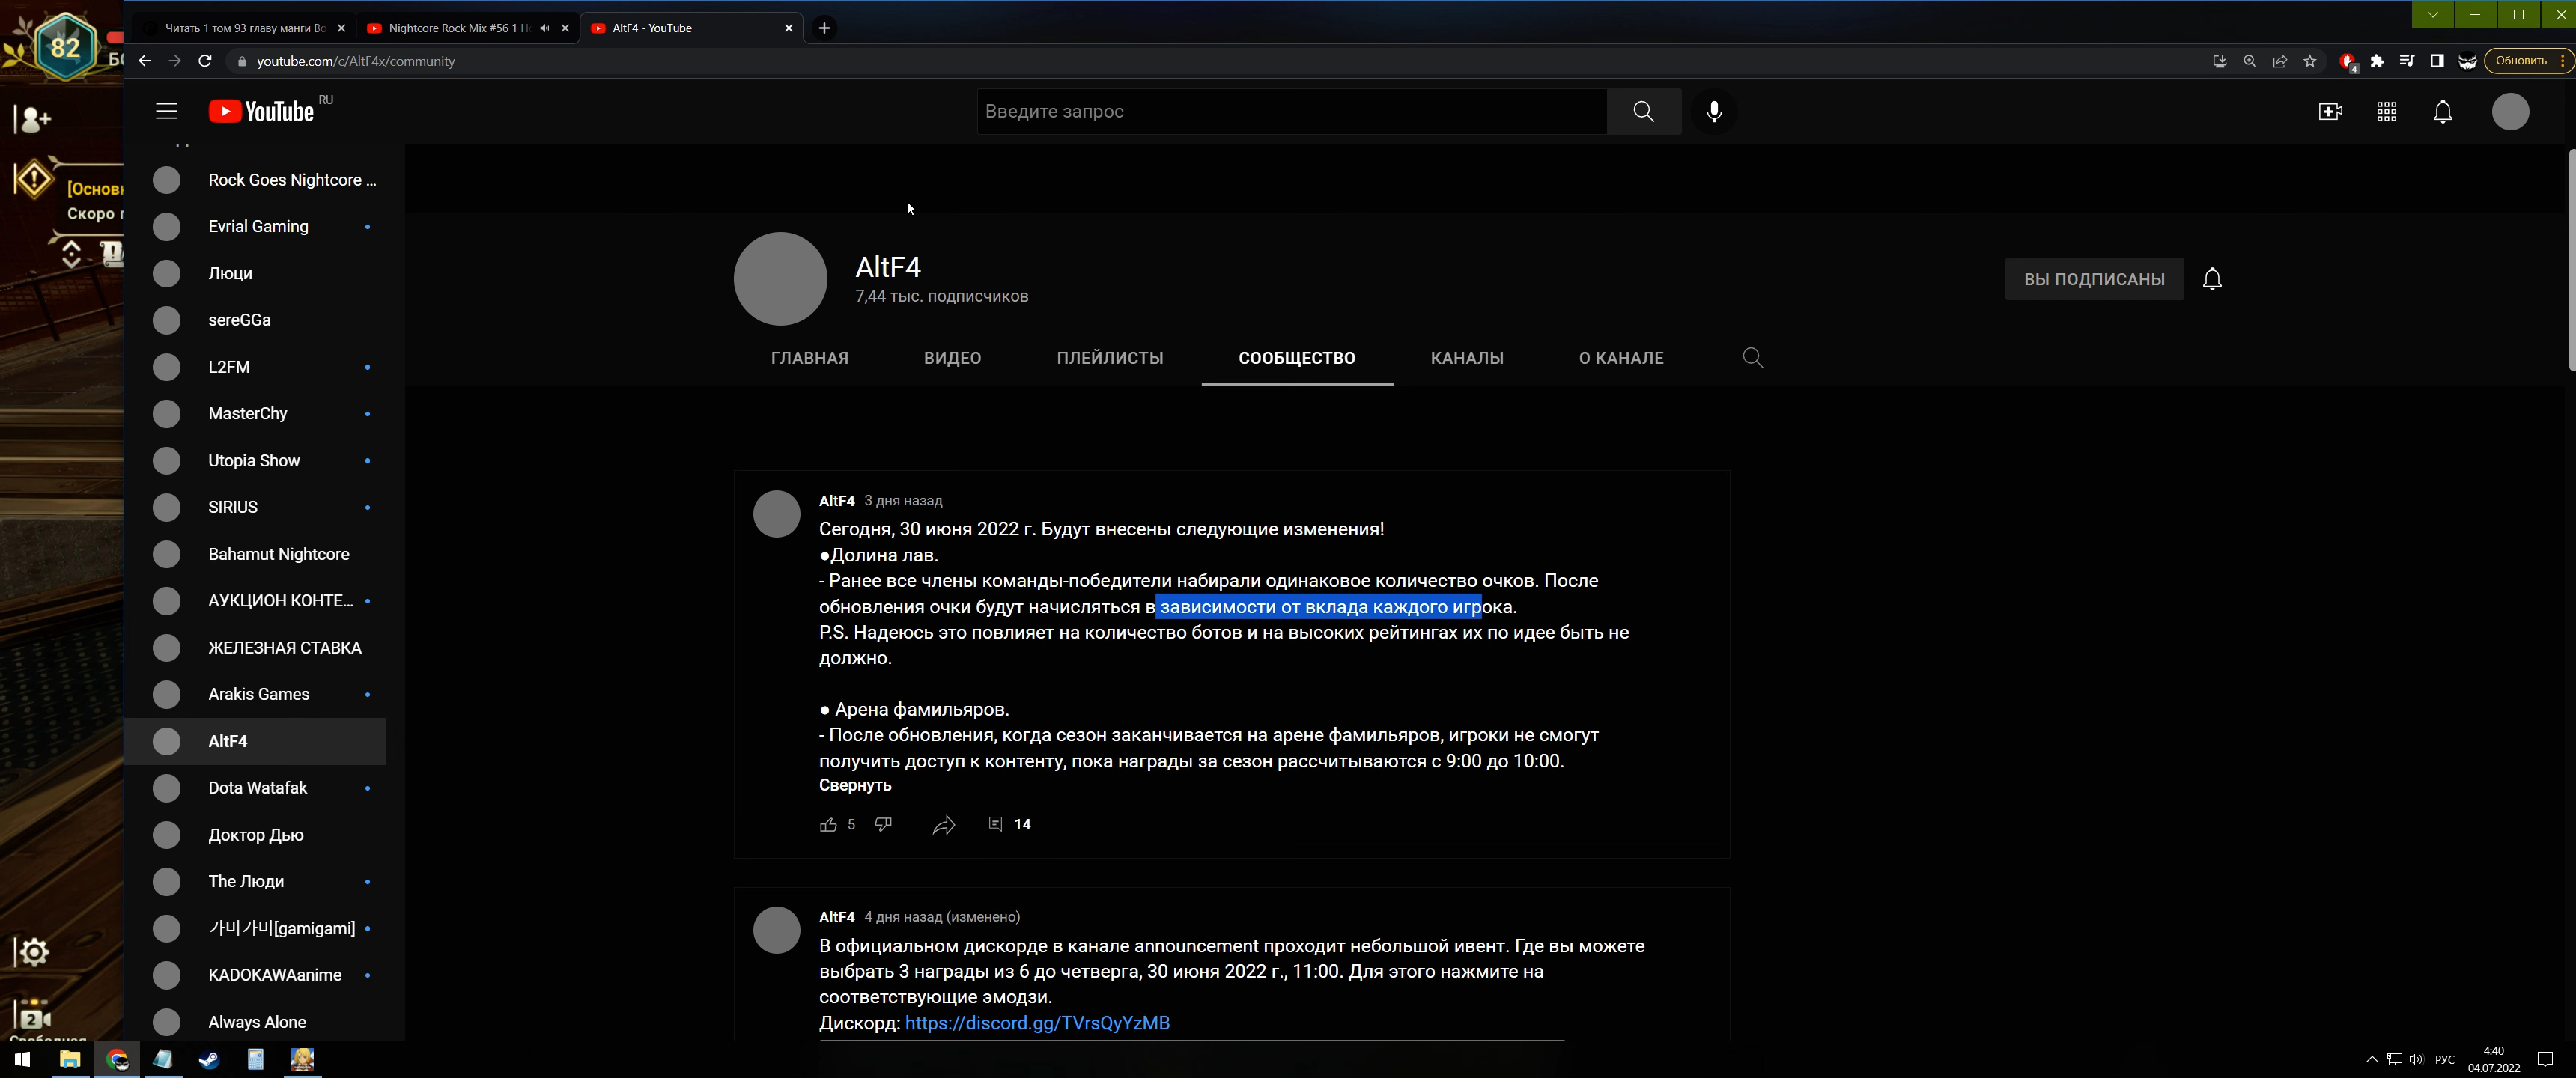 82
[Основн
Скоро г
2
Читать 1 том 93 главу манги Во
Nightcore Rock Mix #56 1 H
AltF4 - YouTube
youtube.com/c/AltF4x/community
4
Обновить
YouTube
RU
Введите запрос
Rock Goes Nightcore ...
Evrial Gaming
Люци
sereGGa
L2FM
MasterChy
Utopia Show
SIRIUS
Bahamut Nightcore
АУКЦИОН КОНТЕ...
ЖЕЛЕЗНАЯ СТАВКА
Arakis Games
AltF4
Dota Watafak
Доктор Дью
The Люди
가미가미[gamigami]
KADOKAWAanime
Always Alone
AltF4
7,44 тыс. подписчиков
ВЫ ПОДПИСАНЫ
ГЛАВНАЯ
ВИДЕО
ПЛЕЙЛИСТЫ
СООБЩЕСТВО
КАНАЛЫ
О КАНАЛЕ
AltF4 3 дня назад
Сегодня, 30 июня 2022 г. Будут внесены следующие изменения!
●Долина лав.
- Ранее все члены команды-победители набирали одинаковое количество очков. После
обновления очки будут начисляться в зависимости от вклада каждого игрока.
P.S. Надеюсь это повлияет на количество ботов и на высоких рейтингах их по идее быть не
должно.
● Арена фамильяров.
- После обновления, когда сезон заканчивается на арене фамильяров, игроки не смогут
получить доступ к контенту, пока награды за сезон рассчитываются с 9:00 до 10:00.
Свернуть
5
14
AltF4 4 дня назад (изменено)
В официальном дискорде в канале announcement проходит небольшой ивент. Где вы можете
выбрать 3 награды из 6 до четверга, 30 июня 2022 г., 11:00. Для этого нажмите на
соответствующие эмодзи.
Дискорд: https://discord.gg/TVrsQyYzMB
РУС
4:40
04.07.2022